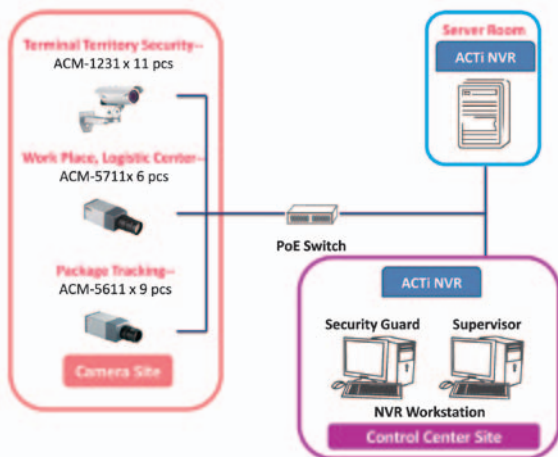 Terminal Territory Security--
ACM-1231 x 11 pcs
Work Place, Logistic Center--
ACM-5711x 6 pcs
Package Tracking--
ACM-5611 x 9 pcs
Camera Site
PoE Switch
Server Room
ACTi NVR
ACTi NVR
Security Guard
Supervisor
NVR Workstation
Control Center Site